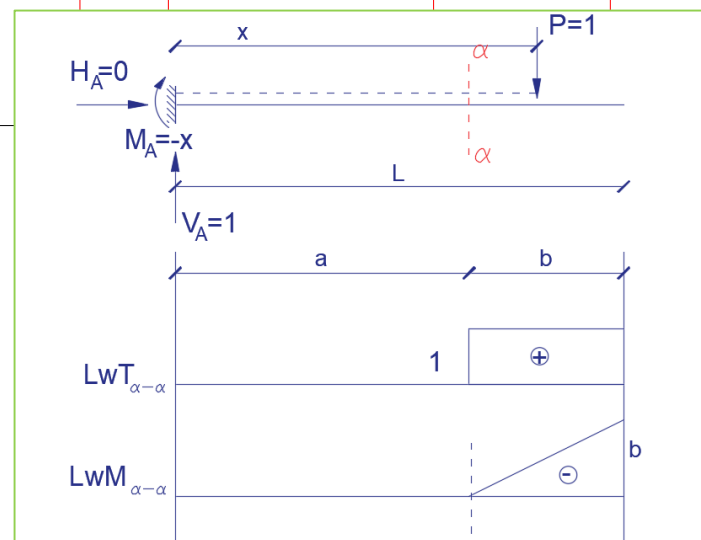 x
P=1
α
H_A=0
M_A=-x
α
L
V_A=1
a
b
1
+
LwT_α-α
b
LwM_α-α
-